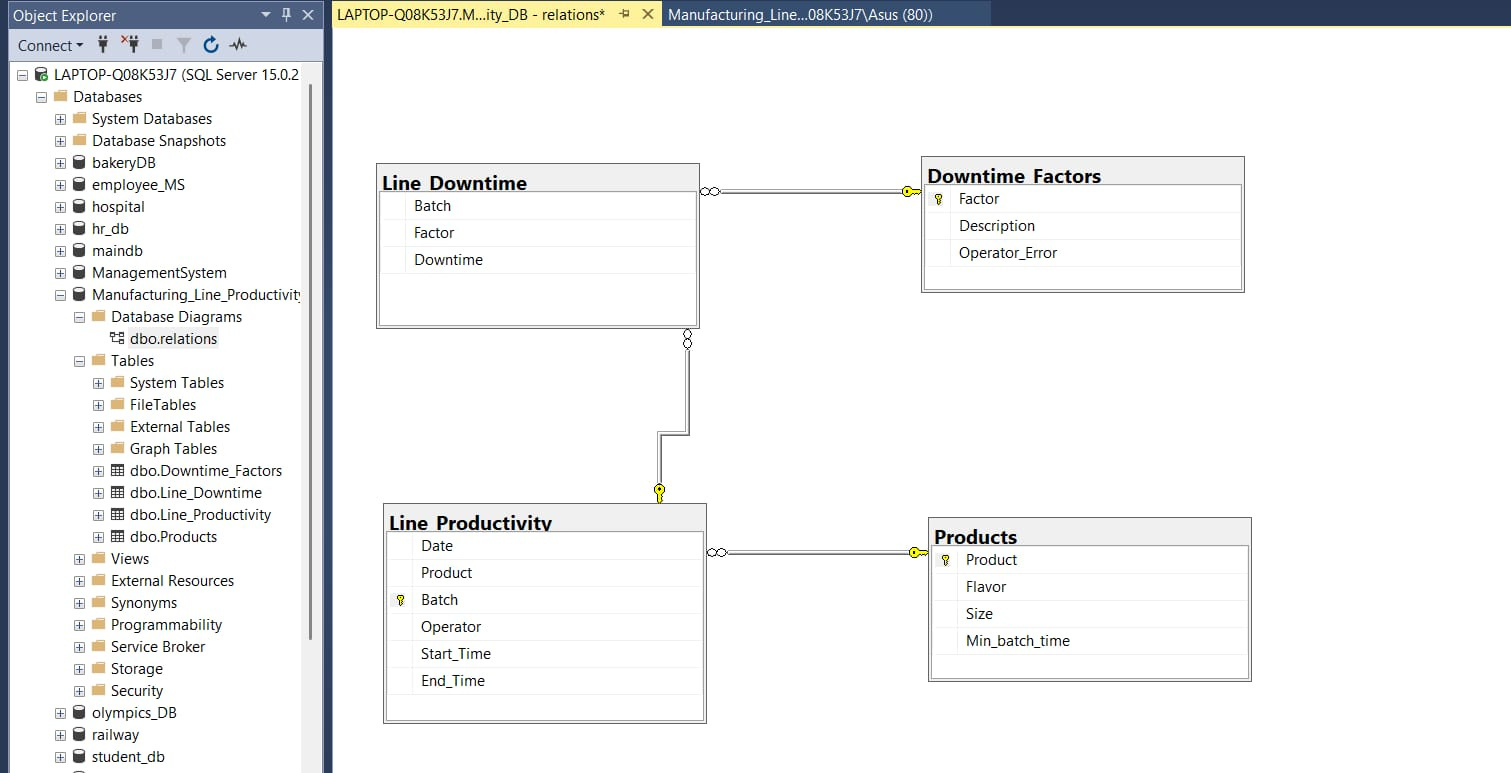 Object Explorer
Connect
LAPTOP-Q08K53J7 (SQL Server 15.0.2
Databases
System Databases
Database Snapshots
bakeryDB
employee_MS
hospital
hr_db
maindb
ManagementSystem
Manufacturing_Line_Productivity
Database Diagrams
dbo.relations
Tables
System Tables
FileTables
External Tables
Graph Tables
dbo.Downtime_Factors
dbo.Line_Downtime
dbo.Line_Productivity
dbo.Products
Views
External Resources
Synonyms
Programmability
Service Broker
Storage
Security
olympics_DB
railway
student_db
LAPTOP-Q08K53J7.M...ity_DB - relations*
Manufacturing_Line...08K53J7\Asus (80))
Line_Downtime
Batch
Factor
Downtime
Downtime_Factors
Factor
Description
Operator_Error
Line_Productivity
Date
Product
Batch
Operator
Start_Time
End_Time
Products
Product
Flavor
Size
Min_batch_time